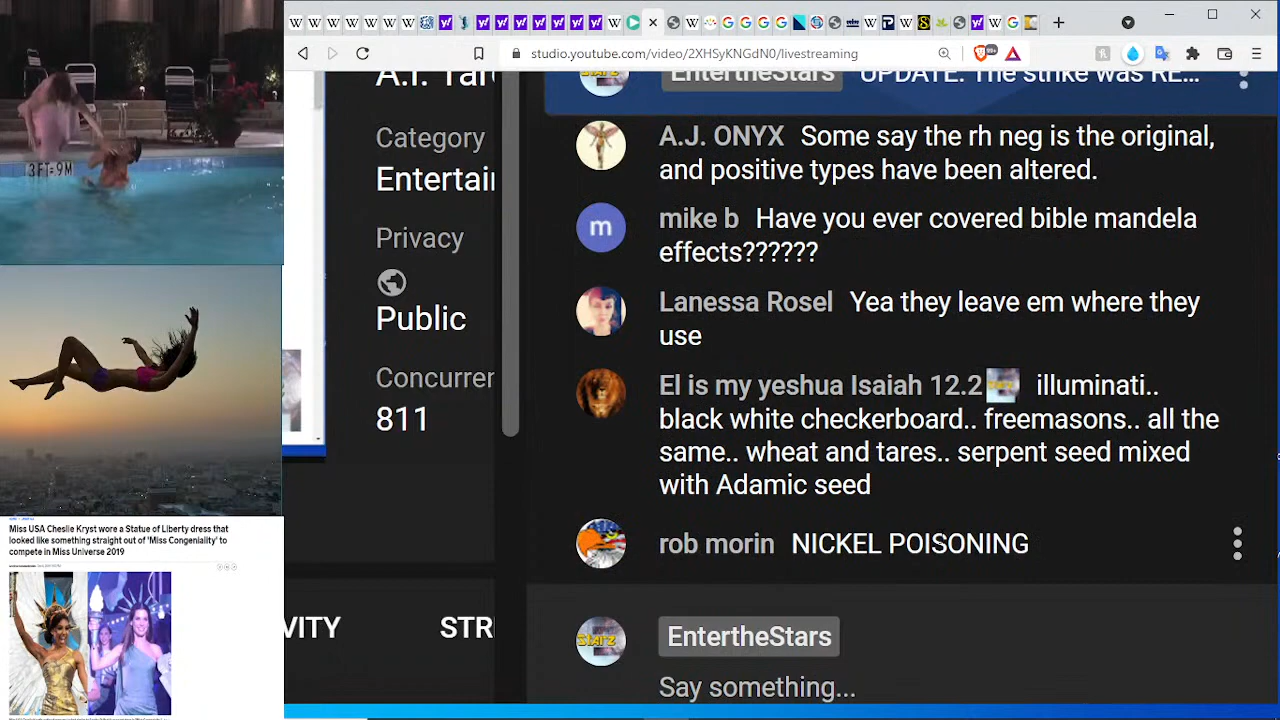 studio.youtube.com/video/2XHSyKNGdN0/livestreaming
99+
A.I. Tar
Category
Entertai
Privacy
Public
Concurrer
811
VITY
STR
EntertheStars UPDATE: The strike was RE...
A.J. ONYX Some say the rh neg is the original,
and positive types have been altered.
m
mike b Have you ever covered bible mandela
effects??????
Lanessa Rosel Yea they leave em where they
use
El is my yeshua Isaiah 12.2 illuminati..
black white checkerboard.. freemasons.. all the
same.. wheat and tares.. serpent seed mixed
with Adamic seed
rob morin NICKEL POISONING
STARZ
EntertheStars
Say something...
3FT=9M
Miss USA Cheslie Kryst wore a Statue of Liberty dress that
looked like something straight out of 'Miss Congeniality' to
compete in Miss Universe 2019